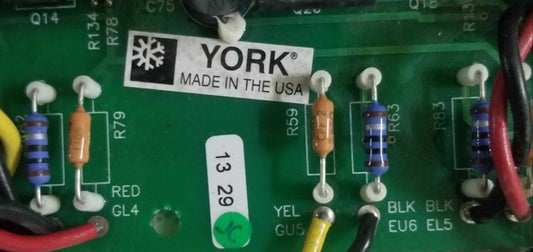 Q14
R134
R78
C75
Q20
YORK®
MADE IN THE USA
R79
R59
R63
R83
13 29
RED
GL4
YEL
GU5
BLK
EU6
BLK
EL5